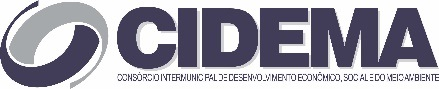 CIDEMA
CONSÓRCIO INTERMUNICIPAL DE DESENVOLVIMENTO ECONÔMICO, SOCIAL E DO MEIO AMBIENTE